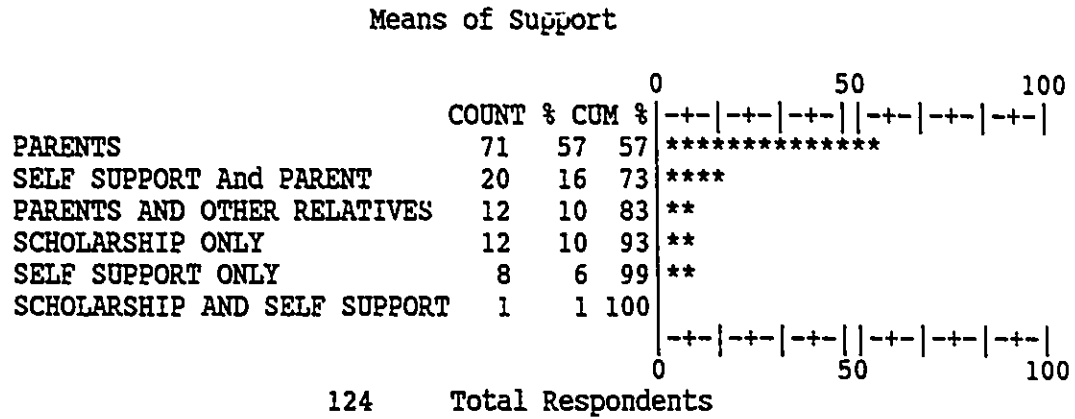 Means of Support
0 50 100
COUNT % CUM % |-+-|-+-|-+-||-+-|-+-|-+-|
PARENTS 71 57 57 **************
SELF SUPPORT And PARENT 20 16 73 ****
PARENTS AND OTHER RELATIVES 12 10 83 **
SCHOLARSHIP ONLY 12 10 93 **
SELF SUPPORT ONLY 8 6 99 **
SCHOLARSHIP AND SELF SUPPORT 1 1 100
|-+-|-+-|-+-||-+-|-+-|-+-|
0 50 100
124 Total Respondents